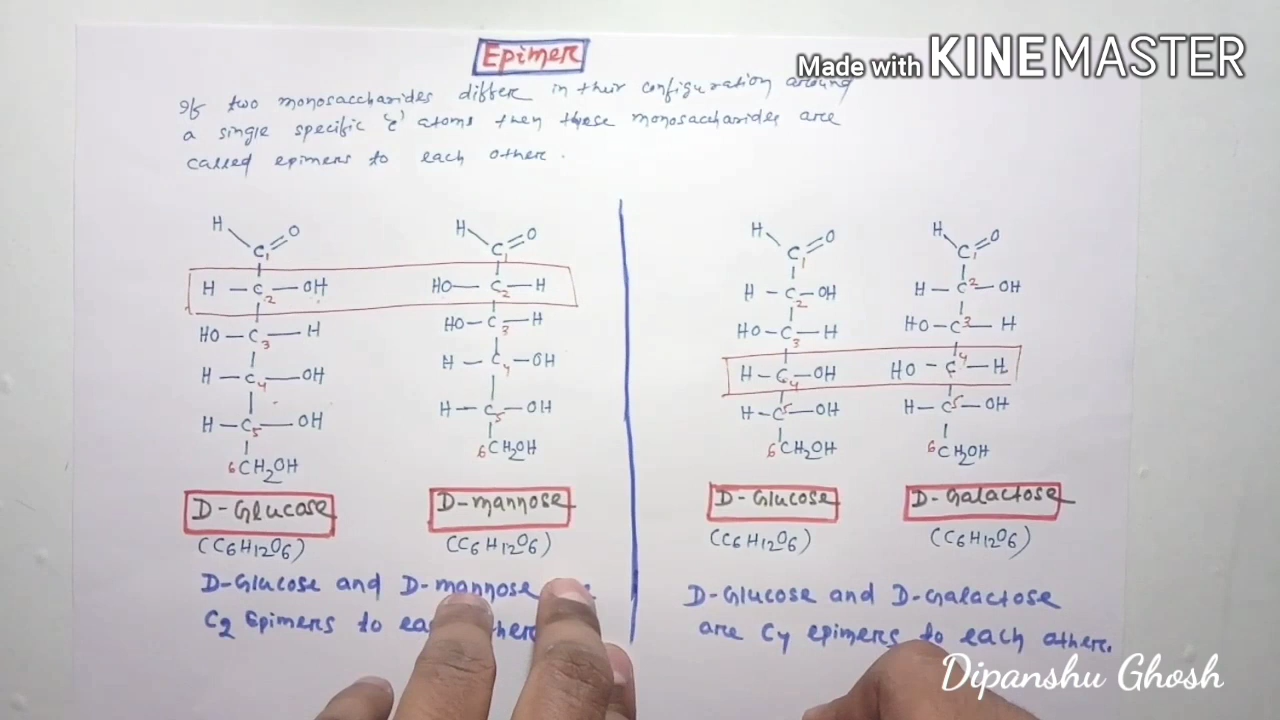 Epimer
Made with KINEMASTER
If two monosaccharides differ in their configuration around
a single specific 'c' atoms then these monosaccharides are
called epimers to each other.
H O H O H O H O
C1 C1 C1 C1
H – C2 – OH HO – C2 – H H – C2 – OH H – C2 – OH
HO – C3 – H HO – C3 – H HO – C3 – H HO – C3 – H
H – C4 – OH H – C4 – OH H – C4 – OH HO – C4 – H
H – C5 – OH H – C5 – OH H – C5 – OH H – C5 – OH
6CH2OH 6CH2OH 6CH2OH 6CH2OH
D-Glucose D-mannose D-Glucose D-Galactose
(C6H12O6) (C6H12O6) (C6H12O6) (C6H12O6)
D-Glucose and D-mannose
C2 Epimers to
D-Glucose and D-Galactose
are C4 epimers to each other.
Dipanshu Ghosh